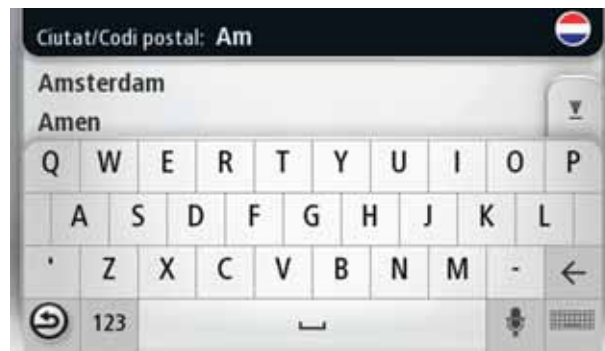 Ciutat/Codi postal: Am
Amsterdam
Amen
Q W E R T Y U I O P
A S D F G H J K L
' Z X C V B N M -
123